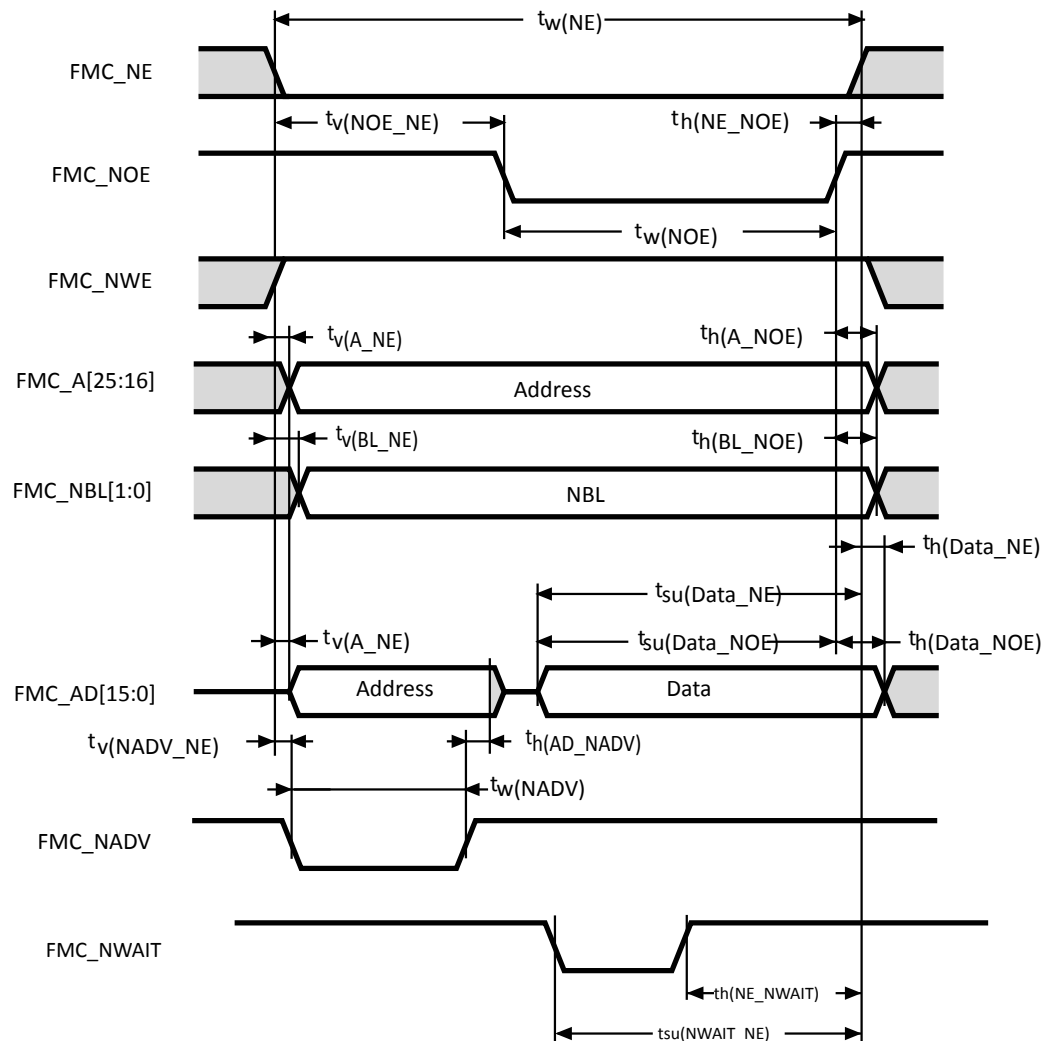 tw(NE)
FMC_NE
tv(NOE_NE)
th(NE_NOE)
FMC_NOE
tw(NOE)
FMC_NWE
tv(A_NE)
th(A_NOE)
FMC_A[25:16]
Address
tv(BL_NE)
th(BL_NOE)
FMC_NBL[1:0]
NBL
th(Data_NE)
tsu(Data_NE)
tv(A_NE)
tsu(Data_NOE)
th(Data_NOE)
FMC_AD[15:0]
Address
Data
tv(NADV_NE)
th(AD_NADV)
tw(NADV)
FMC_NADV
FMC_NWAIT
th(NE_NWAIT)
tsu(NWAIT_NE)